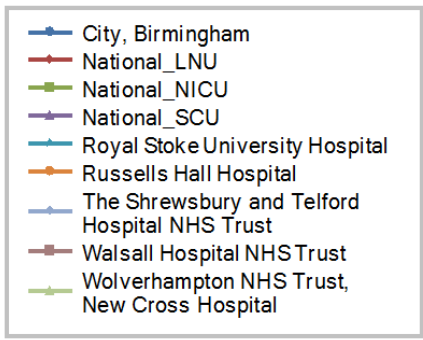 City, Birmingham
National_LNU
National_NICU
National_SCU
Royal Stoke University Hospital
Russells Hall Hospital
The Shrewsbury and Telford
Hospital NHS Trust
Walsall Hospital NHS Trust
Wolverhampton NHS Trust,
New Cross Hospital